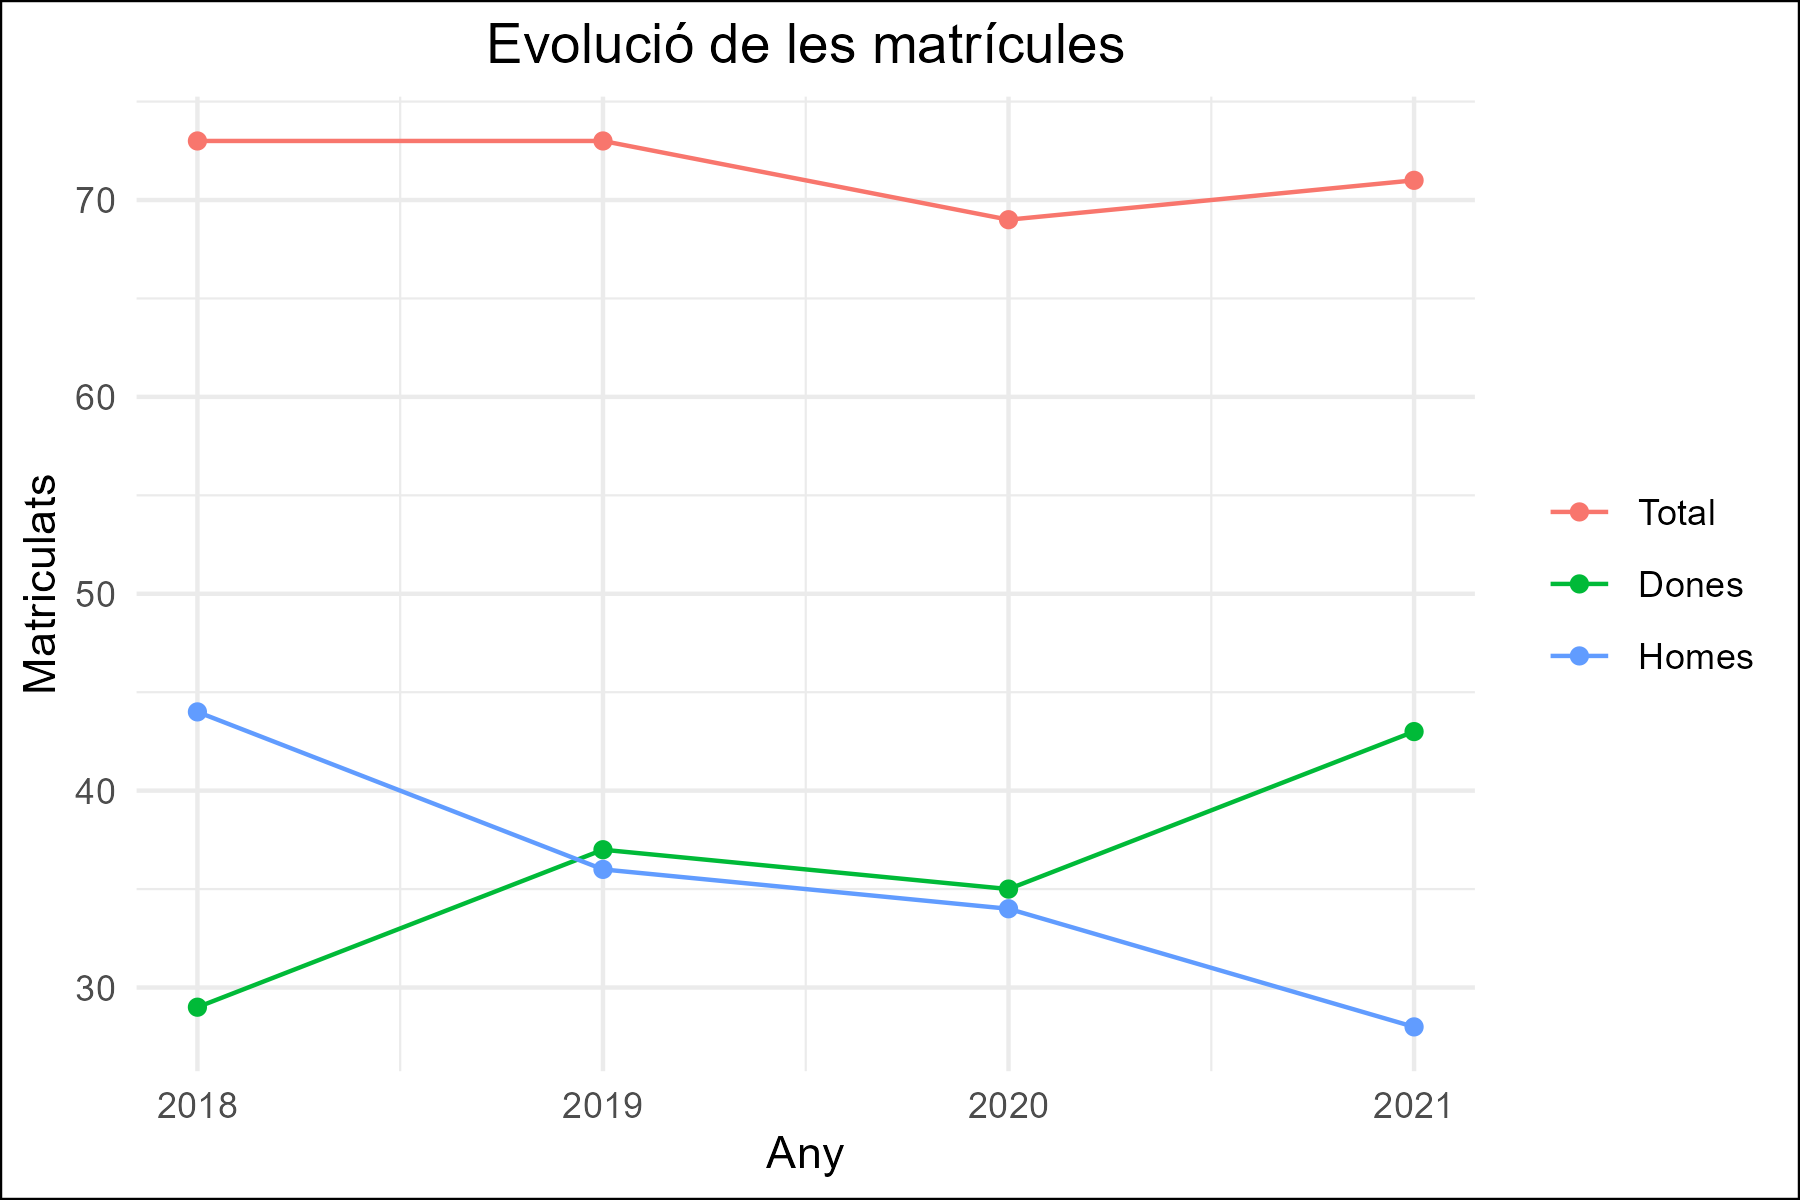 Evolució de les matrícules
Matriculats
70
60
50
40
30
2018 2019 2020 2021
Any
Total
Dones
Homes